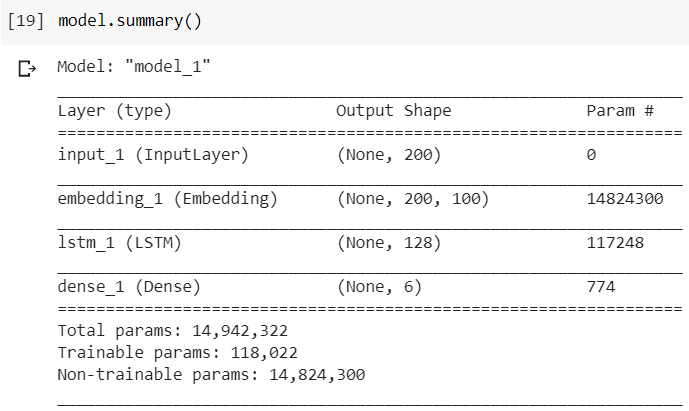 [19] model.summary()
Model: "model_1"
_________________________________________________________________
Layer (type)                 Output Shape              Param #
=================================================================
input_1 (InputLayer)         (None, 200)               0
_________________________________________________________________
embedding_1 (Embedding)      (None, 200, 100)          14824300
_________________________________________________________________
lstm_1 (LSTM)                (None, 128)               117248
_________________________________________________________________
dense_1 (Dense)              (None, 6)                 774
=================================================================
Total params: 14,942,322
Trainable params: 118,022
Non-trainable params: 14,824,300
_________________________________________________________________